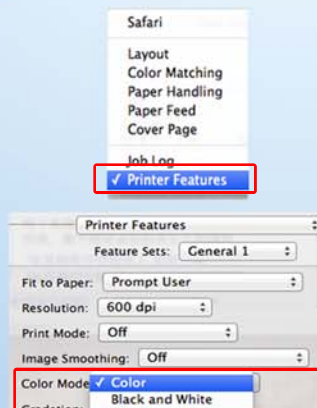 Safari
Layout
Color Matching
Paper Handling
Paper Feed
Cover Page
Job Log
✓ Printer Features
Printer Features
Feature Sets: General 1
Fit to Paper: Prompt User
Resolution: 600 dpi
Print Mode: Off
Image Smoothing: Off
Color Mode ✓ Color
Black and White
Gradation: